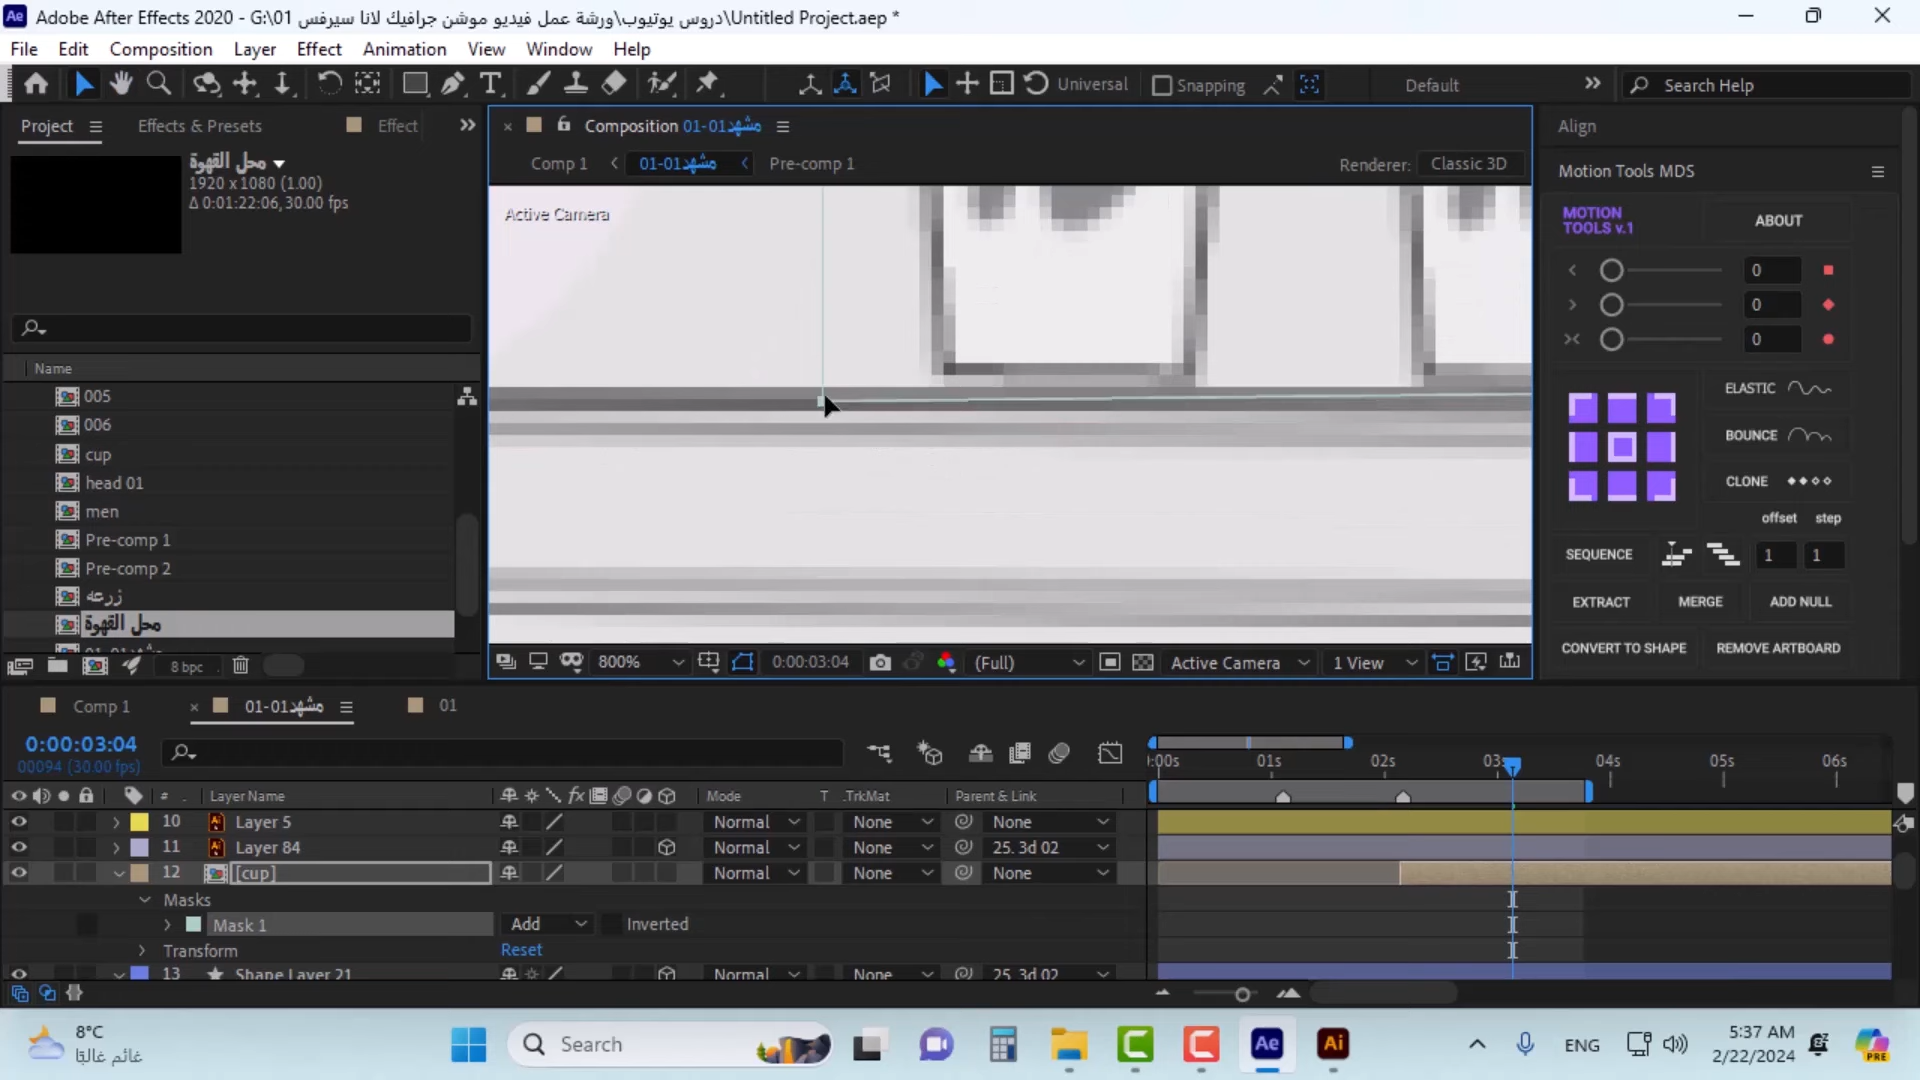 Adobe After Effects 2020 - G:\01 دروس يوتيوب\ورشة عمل فيديو موشن جرافيك لانا سيرفس\Untitled Project.aep *
File Edit Composition Layer Effect Animation View Window Help
Universal Snapping Default Search Help
Project Effects & Presets Effect
محل القهوة
1920 x 1080 (1.00)
Δ 0:01:22:06, 30.00 fps
Name
005
006
cup
head 01
men
Pre-comp 1
Pre-comp 2
زرعه
محل القهوة
مشهد01-01
8 bpc
Composition مشهد01-01
Comp 1 مشهد01-01 Pre-comp 1
Renderer: Classic 3D
Active Camera
800% 0:00:03:04 (Full) Active Camera 1 View
Align
Motion Tools MDS
MOTION TOOLS v.1 ABOUT
0
0
0
ELASTIC
BOUNCE
CLONE
offset step
SEQUENCE 1 1
EXTRACT MERGE ADD NULL
CONVERT TO SHAPE REMOVE ARTBOARD
Comp 1 مشهد01-01 01
0:00:03:04
00094 (30.00 fps)
# Layer Name Mode T .TrkMat Parent & Link
:00s 01s 02s 03s 04s 05s 06s
10 Layer 5 Normal None None
11 Layer 84 Normal None 25. 3d 02
12 [cup] Normal None None
Masks
Mask 1 Add Inverted
Transform Reset
13 Shape Layer 21 Normal None 25. 3d 02
8°C
غائم غالبًا
Search
ENG
5:37 AM
2/22/2024
PRE